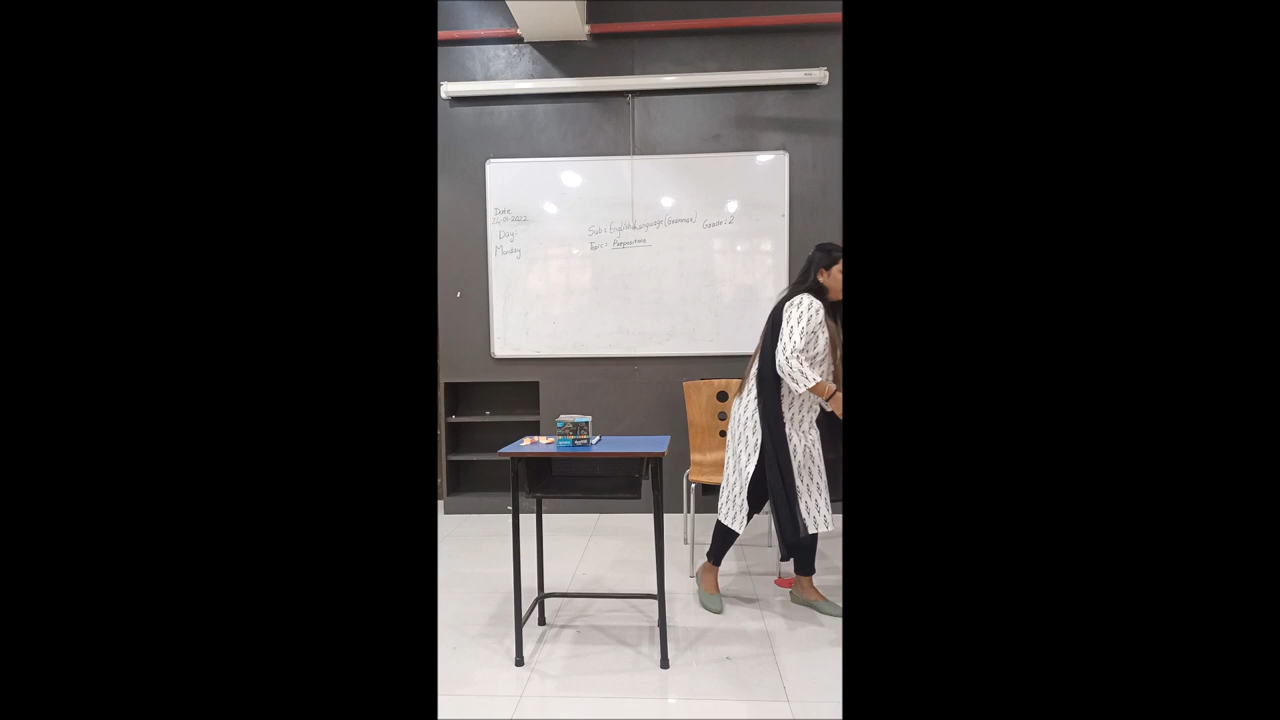 Date
24-01-2022
Day:
Monday
Sub: English Language (Grammar) Grade: 2
Topic: Prepositions